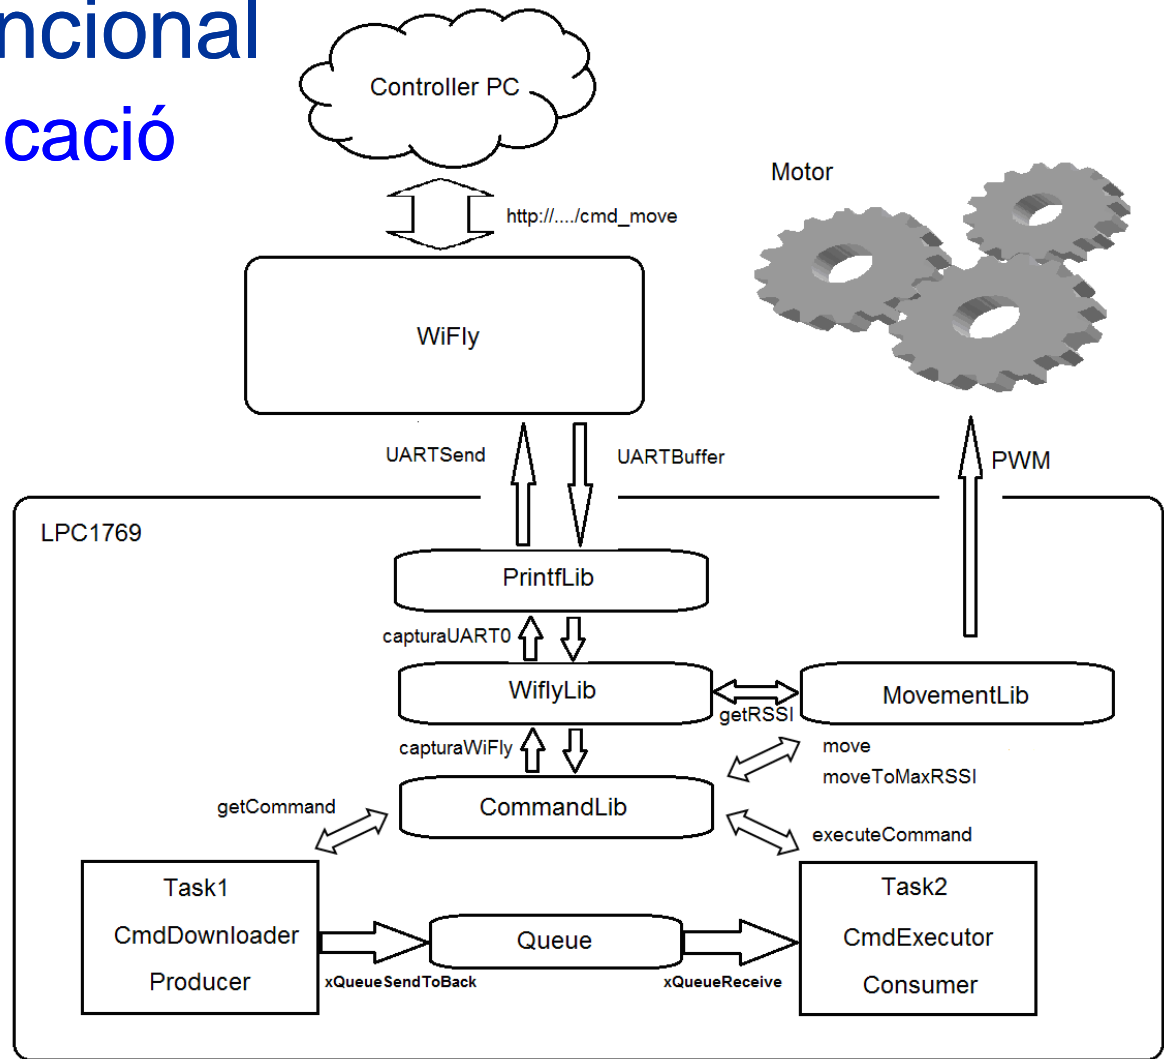 ncional
cació
Controller PC
Motor
http://..../cmd_move
WiFly
UARTSend
UARTBuffer
PWM
LPC1769
PrintfLib
capturaUART0
WiflyLib
MovementLib
getRSSI
capturaWiFly
move
moveToMaxRSSI
getCommand
CommandLib
executeCommand
Task1
CmdDownloader
Producer
xQueueSendToBack
Queue
xQueueReceive
Task2
CmdExecutor
Consumer